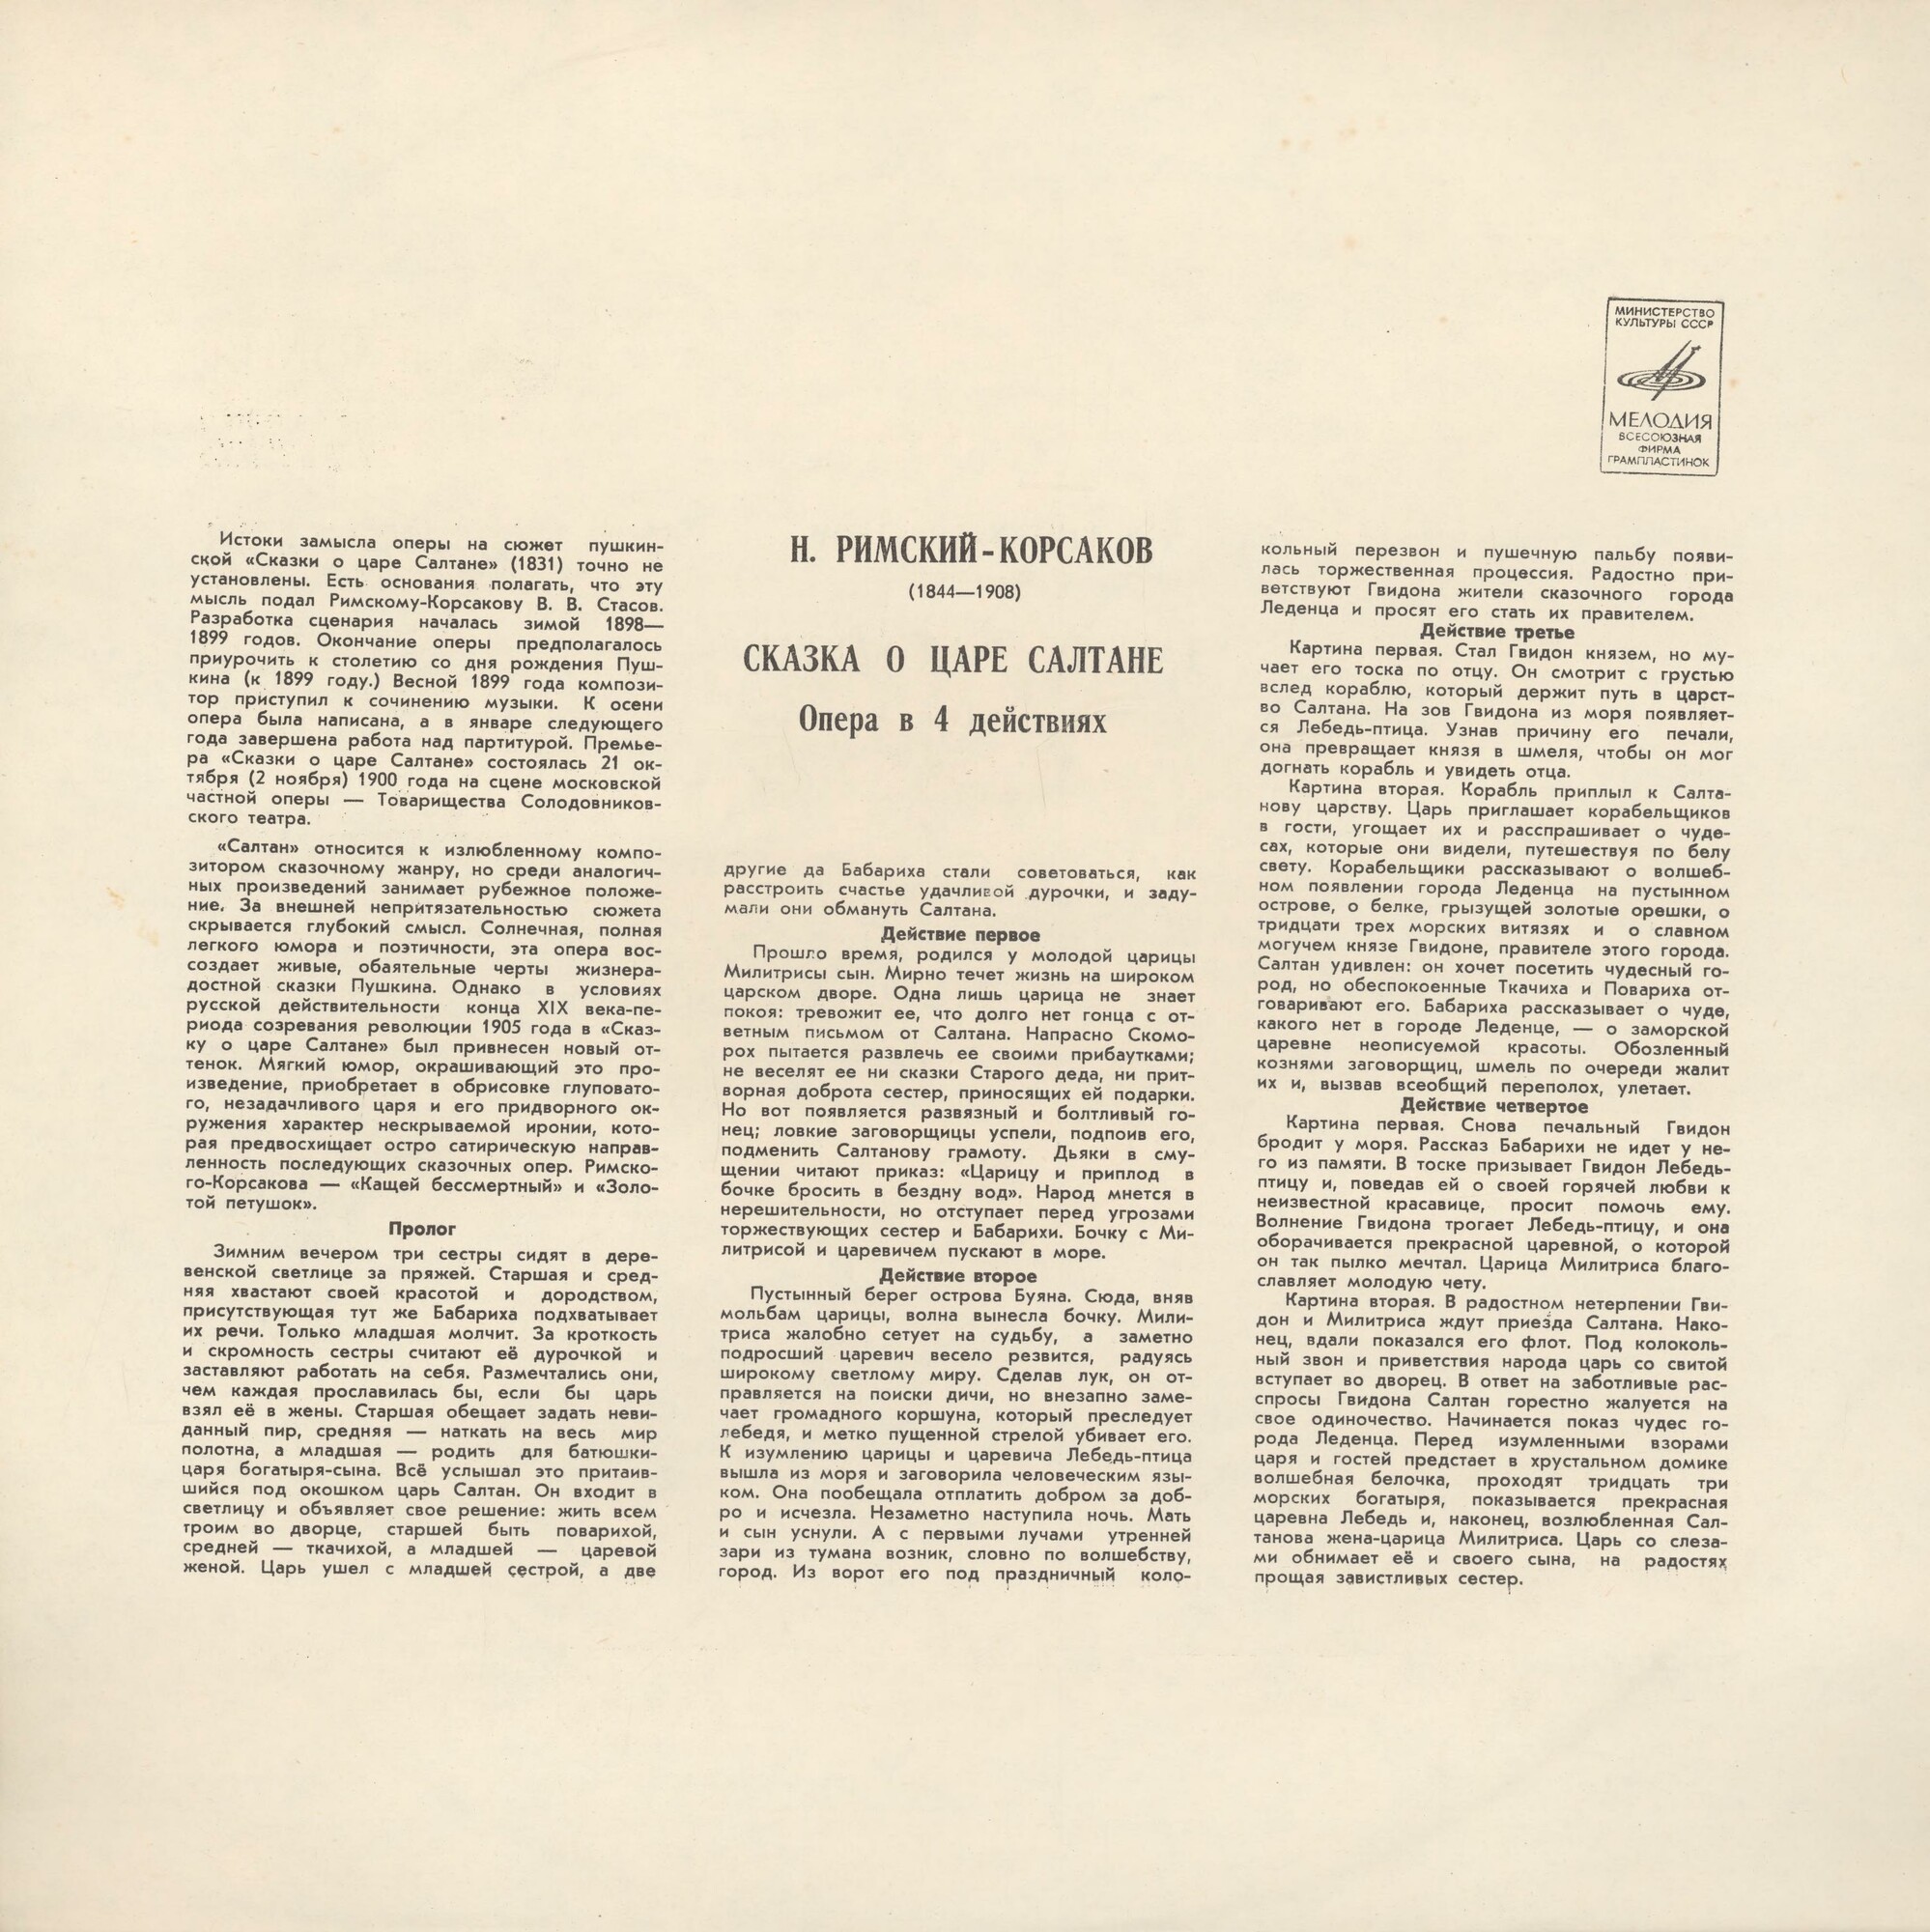 МИНИСТЕРСТВО
КУЛЬТУРЫ СССР
МЕЛОДИЯ
ВСЕСОЮЗНАЯ
ФИРМА
ГРАМПЛАСТИНОК
Н. РИМСКИЙ-КОРСАКОВ
(1844—1908)
СКАЗКА О ЦАРЕ САЛТАНЕ
Опера в 4 действиях
Истоки замысла оперы на сюжет пушкин-
ской «Сказки о царе Салтане» (1831) точно не
установлены. Есть основания полагать, что эту
мысль подал Римскому-Корсакову В. В. Стасов.
Разработка сценария началась зимой 1898—
1899 годов. Окончание оперы предполагалось
приурочить к столетию со дня рождения Пуш-
кина (к 1899 году.) Весной 1899 года компози-
тор приступил к сочинению музыки. К осени
опера была написана, а в январе следующего
года завершена работа над партитурой. Премье-
ра «Сказки о царе Салтане» состоялась 21 ок-
тября (2 ноября) 1900 года на сцене московской
частной оперы — Товарищества Солодовников-
ского театра.
«Салтан» относится к излюбленному компо-
зитором сказочному жанру, но среди аналогич-
ных произведений занимает рубежное положе-
ние. За внешней непритязательностью сюжета
скрывается глубокий смысл. Солнечная, полная
легкого юмора и поэтичности, эта опера вос-
создает живые, обаятельные черты жизнера-
достной сказки Пушкина. Однако в условиях
русской действительности конца XIX века-пе-
риода созревания революции 1905 года в «Сказ-
ку о царе Салтане» был привнесен новый от-
тенок. Мягкий юмор, окрашивающий это про-
изведение, приобретает в обрисовке глуповато-
го, незадачливого царя и его придворного ок-
ружения характер нескрываемой иронии, кото-
рая предвосхищает остро сатирическую направ-
ленность последующих сказочных опер. Римско-
го-Корсакова — «Кащей бессмертный» и «Золо-
той петушок».
Пролог
Зимним вечером три сестры сидят в дере-
венской светлице за пряжей. Старшая и сред-
няя хвастают своей красотой и дородством,
присутствующая тут же Бабариха подхватывает
их речи. Только младшая молчит. За кроткость
и скромность сестры считают её дурочкой и
заставляют работать на себя. Размечтались они,
чем каждая прославилась бы, если бы царь
взял её в жены. Старшая обещает задать неви-
данный пир, средняя — наткать на весь мир
полотна, а младшая — родить для батюшки-
царя богатыря-сына. Всё услышал это притаив-
шийся под окошком царь Салтан. Он входит в
светлицу и объявляет свое решение: жить всем
троим во дворце, старшей быть поварихой,
средней — ткачихой, а младшей — царевой
женой. Царь ушел с младшей сестрой, а две
другие да Бабариха стали советоваться, как
расстроить счастье удачливой дурочки, и заду-
мали они обмануть Салтана.
Действие первое
Прошло время, родился у молодой царицы
Милитрисы сын. Мирно течет жизнь на широком
царском дворе. Одна лишь царица не знает
покоя: тревожит ее, что долго нет гонца с от-
ветным письмом от Салтана. Напрасно Скомо-
рох пытается развлечь ее своими прибаутками;
не веселят ее ни сказки Старого деда, ни прит-
ворная доброта сестер, приносящих ей подарки.
Но вот появляется развязный и болтливый го-
нец; ловкие заговорщицы успели, подпоив его,
подменить Салтанову грамоту. Дьяки в сму-
щении читают приказ: «Царицу и приплод в
бочке бросить в бездну вод». Народ мнется в
нерешительности, но отступает перед угрозами
торжествующих сестер и Бабарихи. Бочку с Ми-
литрисой и царевичем пускают в море.
Действие второе
Пустынный берег острова Буяна. Сюда, вняв
мольбам царицы, волна вынесла бочку. Мили-
триса жалобно сетует на судьбу, а заметно
подросший царевич весело резвится, радуясь
широкому светлому миру. Сделав лук, он от-
правляется на поиски дичи, но внезапно заме-
чает громадного коршуна, который преследует
лебедя, и метко пущенной стрелой убивает его.
К изумлению царицы и царевича Лебедь-птица
вышла из моря и заговорила человеческим язы-
ком. Она пообещала отплатить добром за доб-
ро и исчезла. Незаметно наступила ночь. Мать
и сын уснули. А с первыми лучами утренней
зари из тумана возник, словно по волшебству,
город. Из ворот его под праздничный коло-
кольный перезвон и пушечную пальбу появи-
лась торжественная процессия. Радостно при-
ветствуют Гвидона жители сказочного города
Леденца и просят его стать их правителем.
Действие третье
Картина первая. Стал Гвидон князем, но му-
чает его тоска по отцу. Он смотрит с грустью
вслед кораблю, который держит путь в царст-
во Салтана. На зов Гвидона из моря появляет-
ся Лебедь-птица. Узнав причину его печали,
она превращает князя в шмеля, чтобы он мог
догнать корабль и увидеть отца.
Картина вторая. Корабль приплыл к Салта-
нову царству. Царь приглашает корабельщиков
в гости, угощает их и расспрашивает о чуде-
сах, которые они видели, путешествуя по белу
свету. Корабельщики рассказывают о волшеб-
ном появлении города Леденца на пустынном
острове, о белке, грызущей золотые орешки, о
тридцати трех морских витязях и о славном
могучем князе Гвидоне, правителе этого города.
Салтан удивлен: он хочет посетить чудесный го-
род, но обеспокоенные Ткачиха и Повариха от-
говаривают его. Бабариха рассказывает о чуде,
какого нет в городе Леденце, — о заморской
царевне неописуемой красоты. Обозленный
кознями заговорщиц, шмель по очереди жалит
их и, вызвав всеобщий переполох, улетает.
Действие четвертое
Картина первая. Снова печальный Гвидон
бродит у моря. Рассказ Бабарихи не идет у не-
го из памяти. В тоске призывает Гвидон Лебедь-
птицу и, поведав ей о своей горячей любви к
неизвестной красавице, просит помочь ему.
Волнение Гвидона трогает Лебедь-птицу, и она
оборачивается прекрасной царевной, о которой
он так пылко мечтал. Царица Милитриса благо-
славляет молодую чету.
Картина вторая. В радостном нетерпении Гви-
дон и Милитриса ждут приезда Салтана. Нако-
нец, вдали показался его флот. Под колоколь-
ный звон и приветствия народа царь со свитой
вступает во дворец. В ответ на заботливые рас-
спросы Гвидона Салтан горестно жалуется на
свое одиночество. Начинается показ чудес го-
рода Леденца. Перед изумленными взорами
царя и гостей предстает в хрустальном домике
волшебная белочка, проходят тридцать три
морских богатыря, показывается прекрасная
царевна Лебедь и, наконец, возлюбленная Сал-
танова жена-царица Милитриса. Царь со слеза-
ми обнимает её и своего сына, на радостях
прощая завистливых сестер.